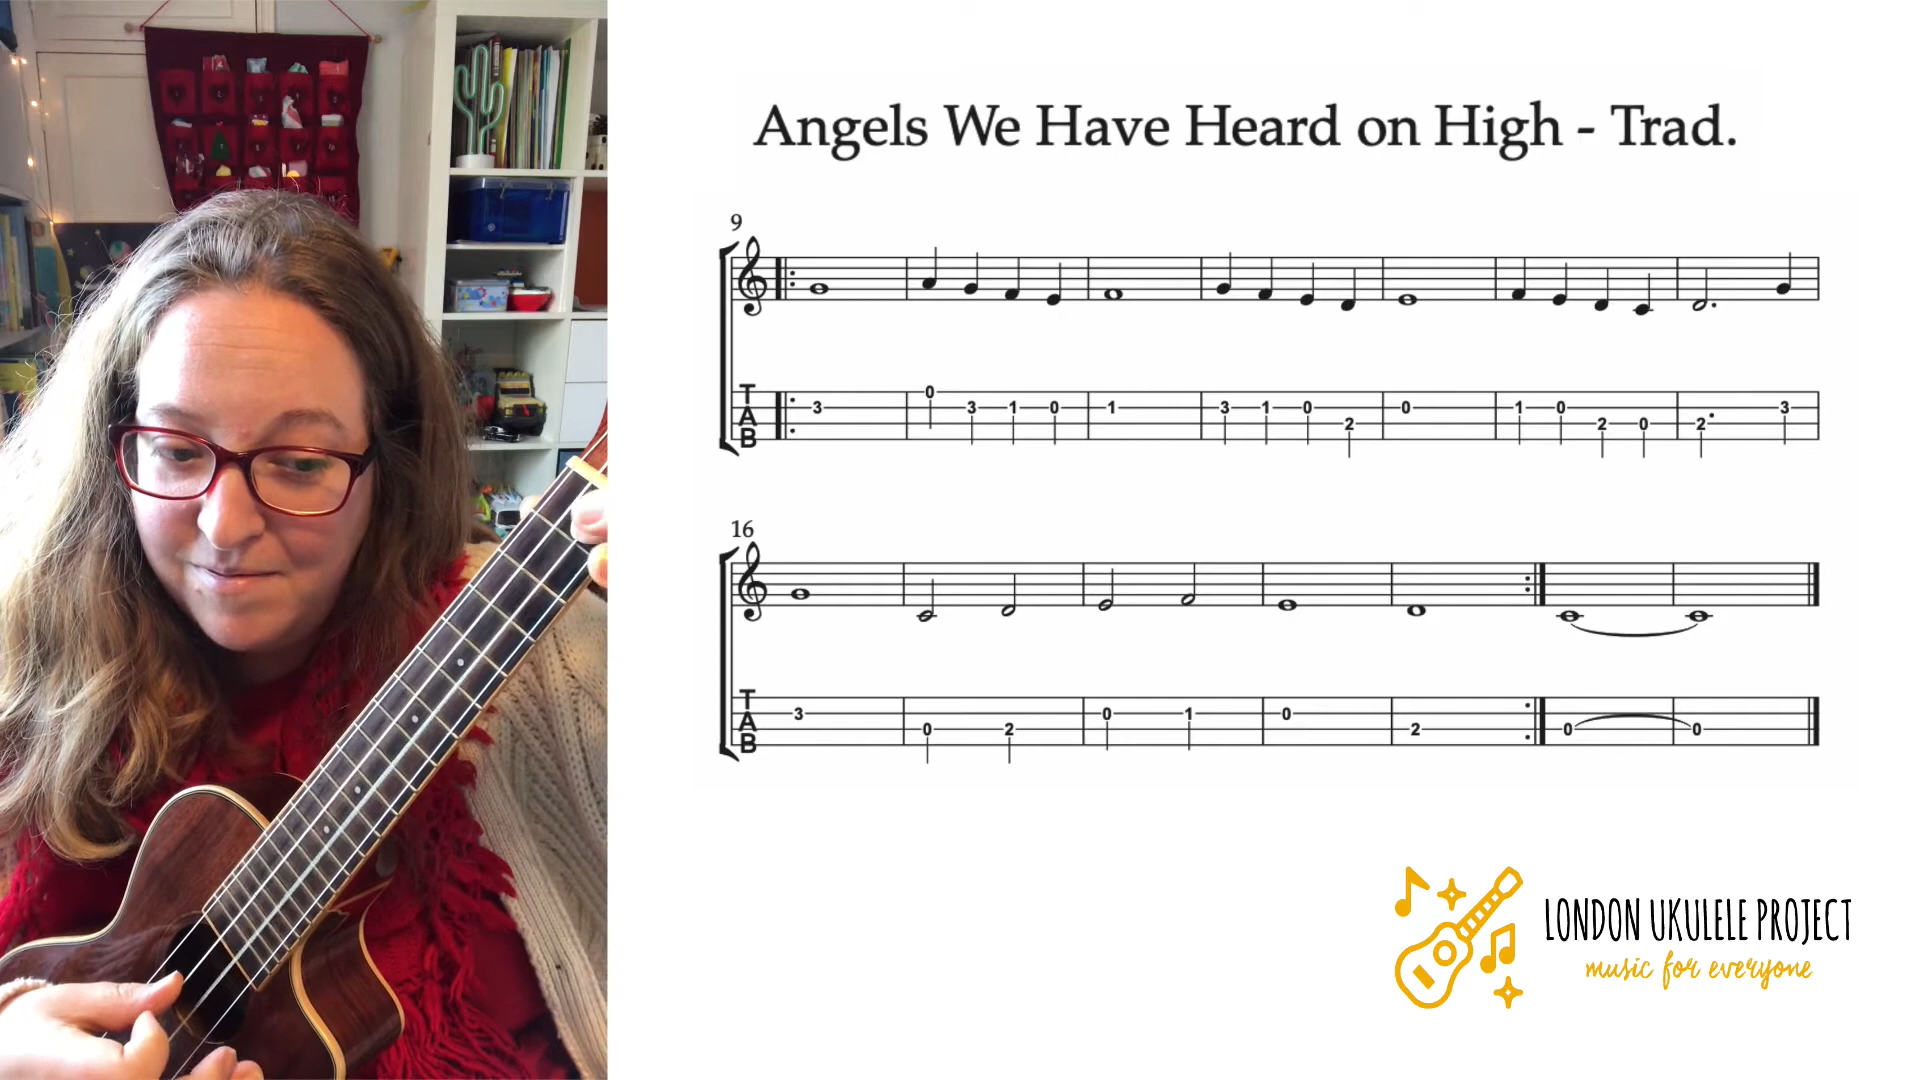 Angels We Have Heard on High - Trad.
9
T 3 0 3 1 0 1 3 1 0 2 0 1 0 2 0 2 3
A
B
16
T 3 0 2 0 1 0 2 0 0
A
B
LONDON UKULELE PROJECT
music for everyone